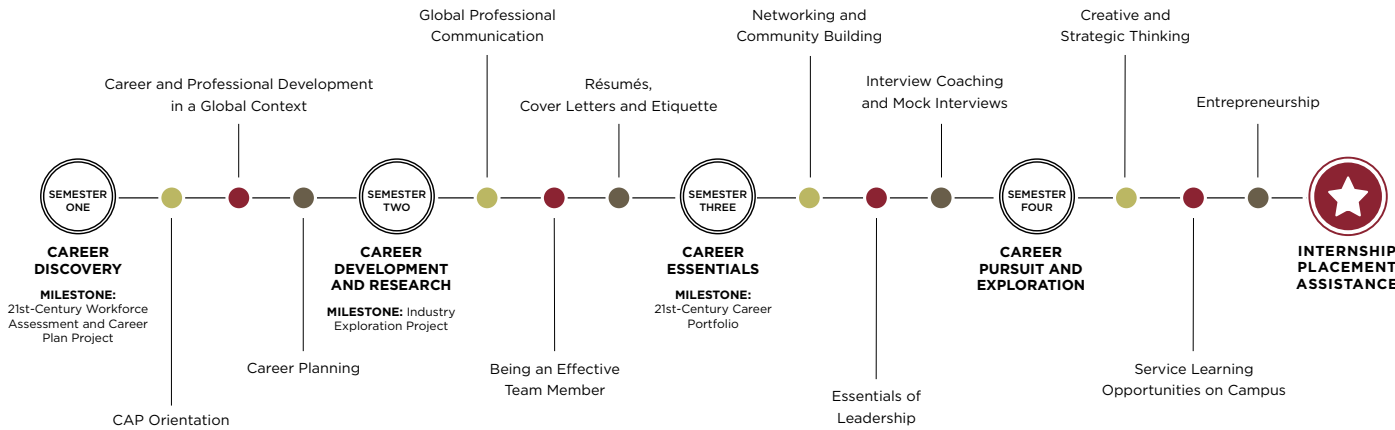 Global Professional
Communication
Networking and
Community Building
Creative and
Strategic Thinking
Career and Professional Development
in a Global Context
Résumés,
Cover Letters and Etiquette
Interview Coaching
and Mock Interviews
Entrepreneurship
SEMESTER
ONE
SEMESTER
TWO
SEMESTER
THREE
SEMESTER
FOUR
CAREER
DISCOVERY
MILESTONE:
21st-Century Workforce
Assessment and Career
Plan Project
CAREER
DEVELOPMENT
AND RESEARCH
MILESTONE: Industry
Exploration Project
CAREER
ESSENTIALS
MILESTONE:
21st-Century Career
Portfolio
CAREER
PURSUIT AND
EXPLORATION
INTERNSHIP
PLACEMENT
ASSISTANCE
Career Planning
Being an Effective
Team Member
Service Learning
Opportunities on Campus
CAP Orientation
Essentials of
Leadership